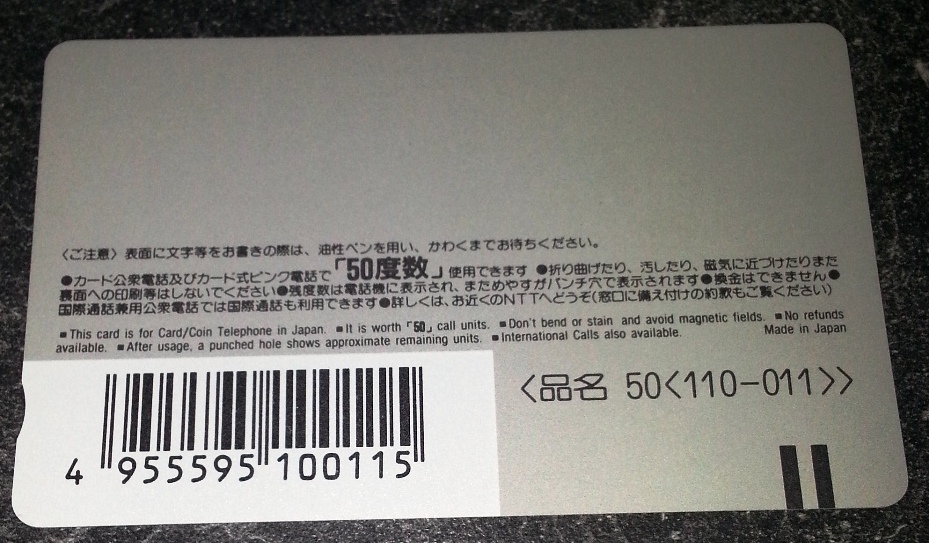 〈ご注意〉表面に文字等をお書きの際は、油性ペンを用い、かわくまでお待ちください。
●カード公衆電話及びカード式ピンク電話で「50度数」使用できます ●折り曲げたり、汚したり、磁気に近づけたりまた
裏面への印刷等はしないでください●残度数は電話機に表示され、まためやすがパンチ穴で表示されます●換金はできません●
国際通話兼用公衆電話では国際通話も利用できます●詳しくは、お近くのNTTへどうぞ(窓口に備え付けの約款もご覧ください)
■This card is for Card/Coin Telephone in Japan. ■It is worth「50」call units. ■Don't bend or stain and avoid magnetic fields. ■No refunds
available. ■After usage, a punched hole shows approximate remaining units. ■International Calls also available. Made in Japan
〈品名 50〈110-011〉〉
4 955595 100115